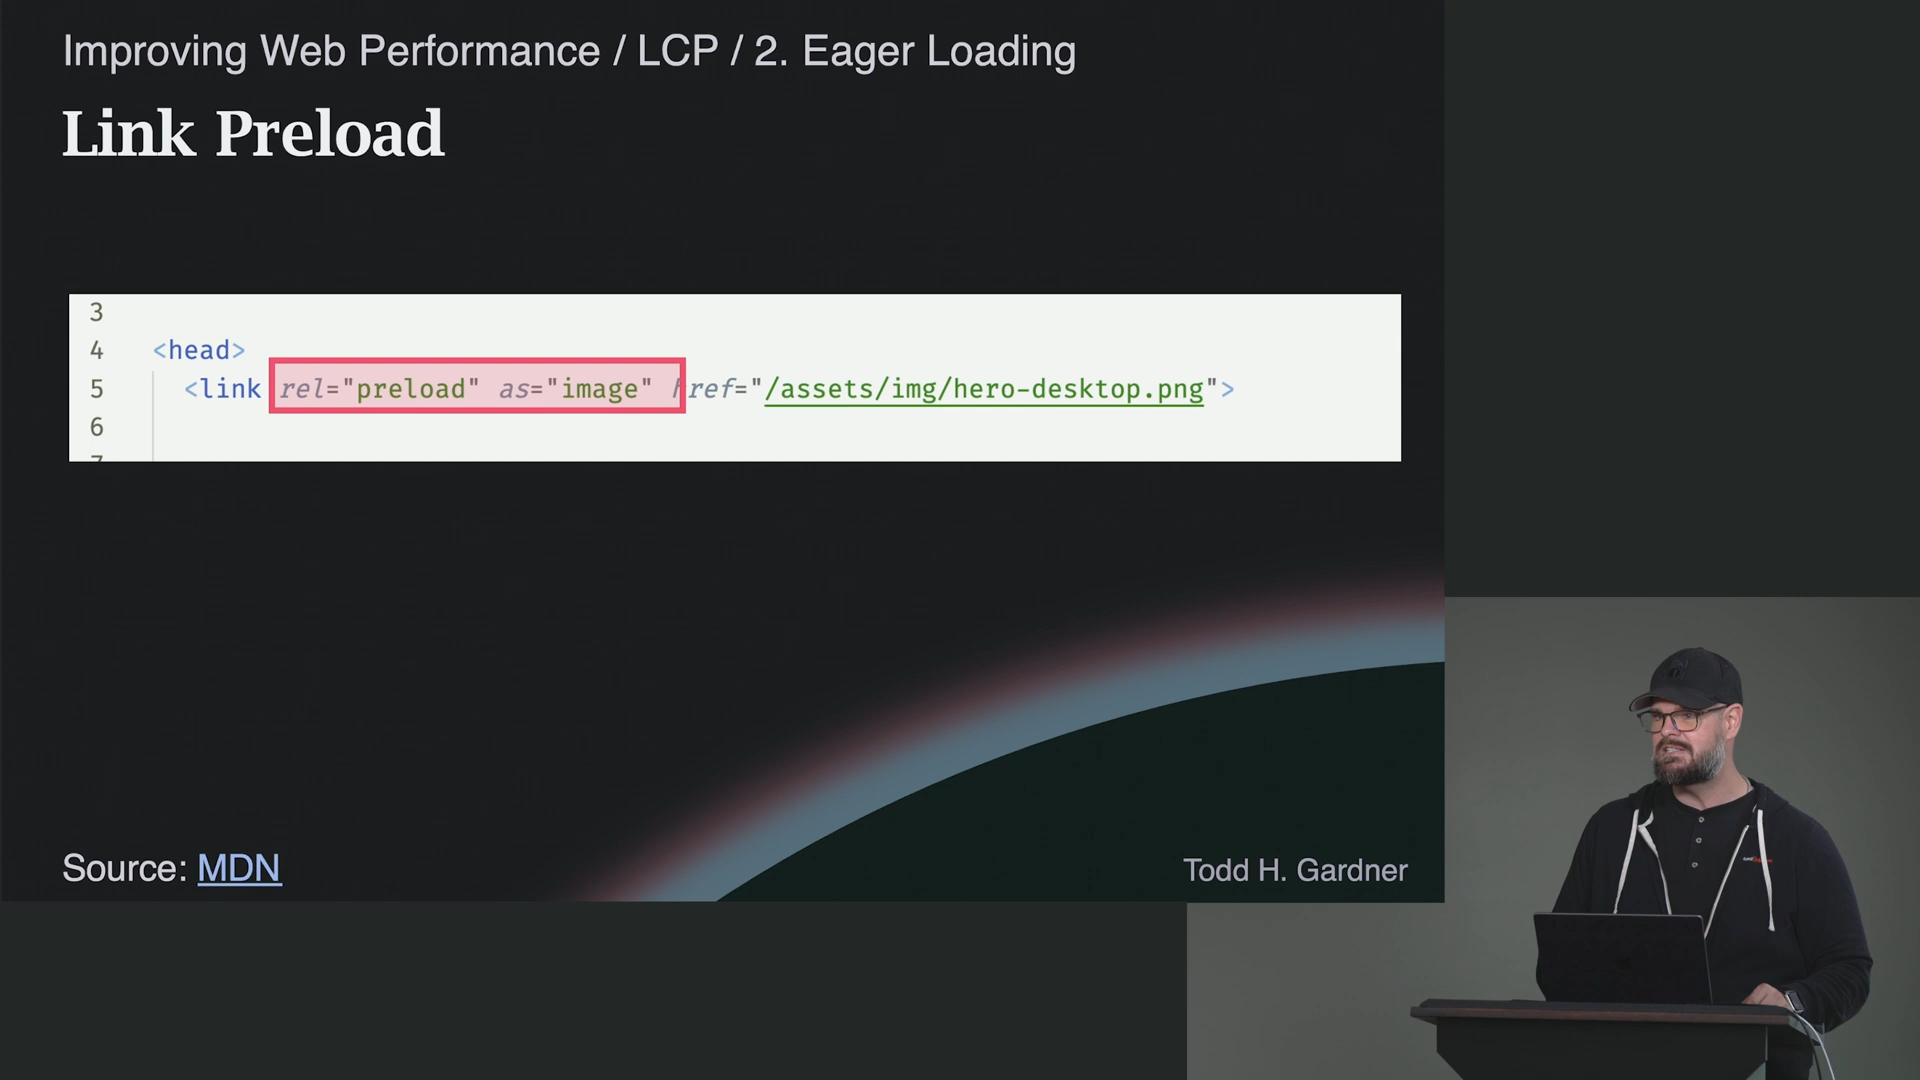 Improving Web Performance / LCP / 2. Eager Loading
Link Preload
3
4 <head>
5 <link rel="preload" as="image" href="/assets/img/hero-desktop.png">
6
7
Source: MDN
Todd H. Gardner